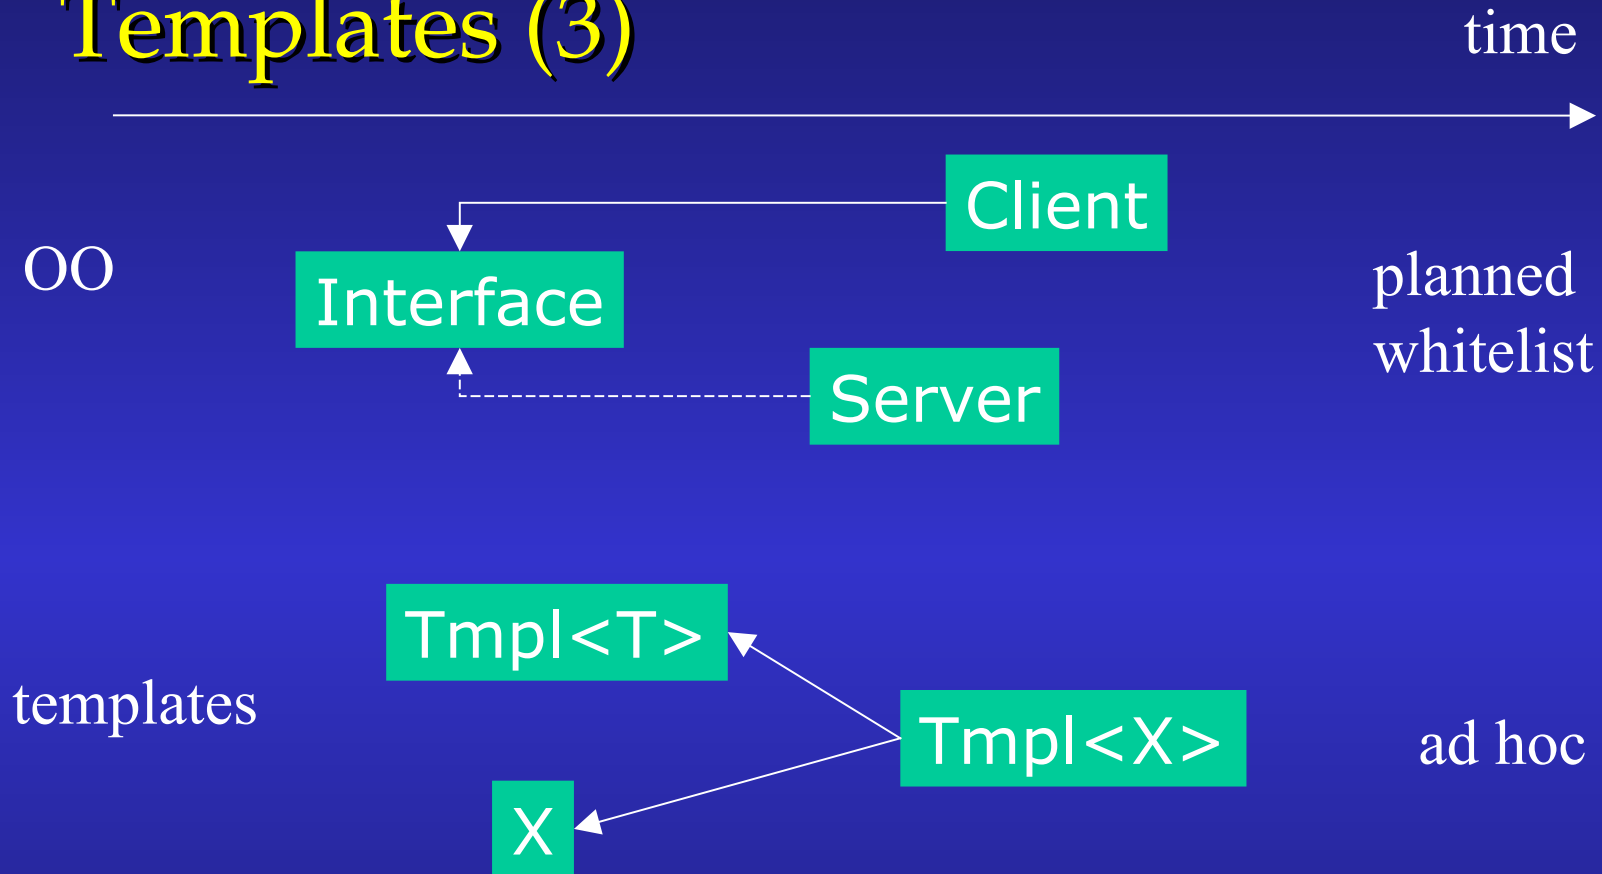 Templates (3)
time
Client
OO
Interface
planned
whitelist
Server
Tmpl<T>
templates
Tmpl<X>
ad hoc
X